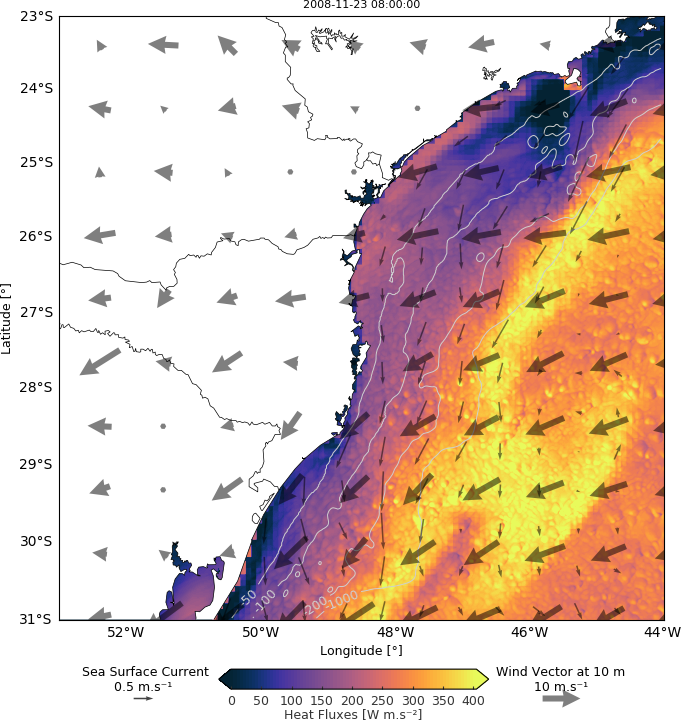 2008-11-23 08:00:00
23°S
24°S
25°S
26°S
27°S
28°S
29°S
30°S
31°S
Latitude [°]
-50
-100
-200
-1000
52°W
50°W
48°W
46°W
44°W
Longitude [°]
Sea Surface Current
0.5 m.s⁻¹
Wind Vector at 10 m
10 m.s⁻¹
0 50 100 150 200 250 300 350 400
Heat Fluxes [W m.s⁻²]